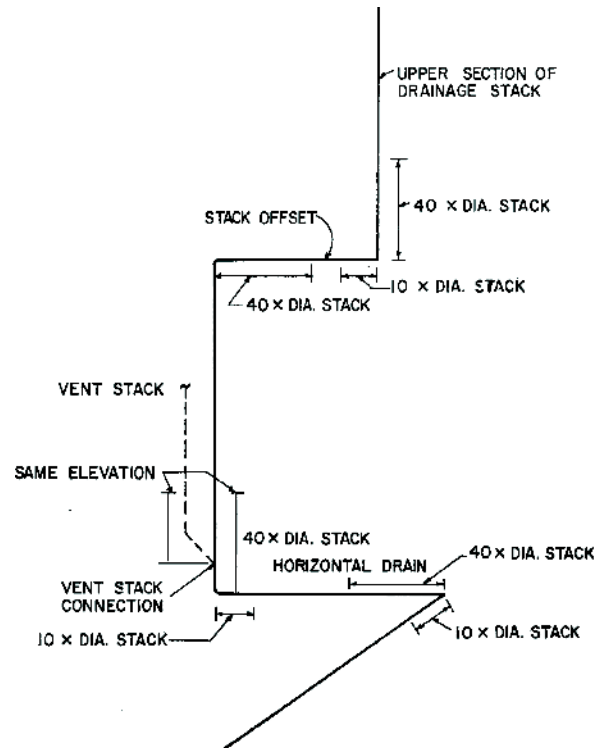 UPPER SECTION OF
DRAINAGE STACK
40 × DIA. STACK
STACK OFFSET
10 × DIA. STACK
40 × DIA. STACK
VENT STACK
SAME ELEVATION
40 × DIA. STACK
HORIZONTAL DRAIN
40 × DIA. STACK
VENT STACK
CONNECTION
10 × DIA. STACK
10 × DIA. STACK